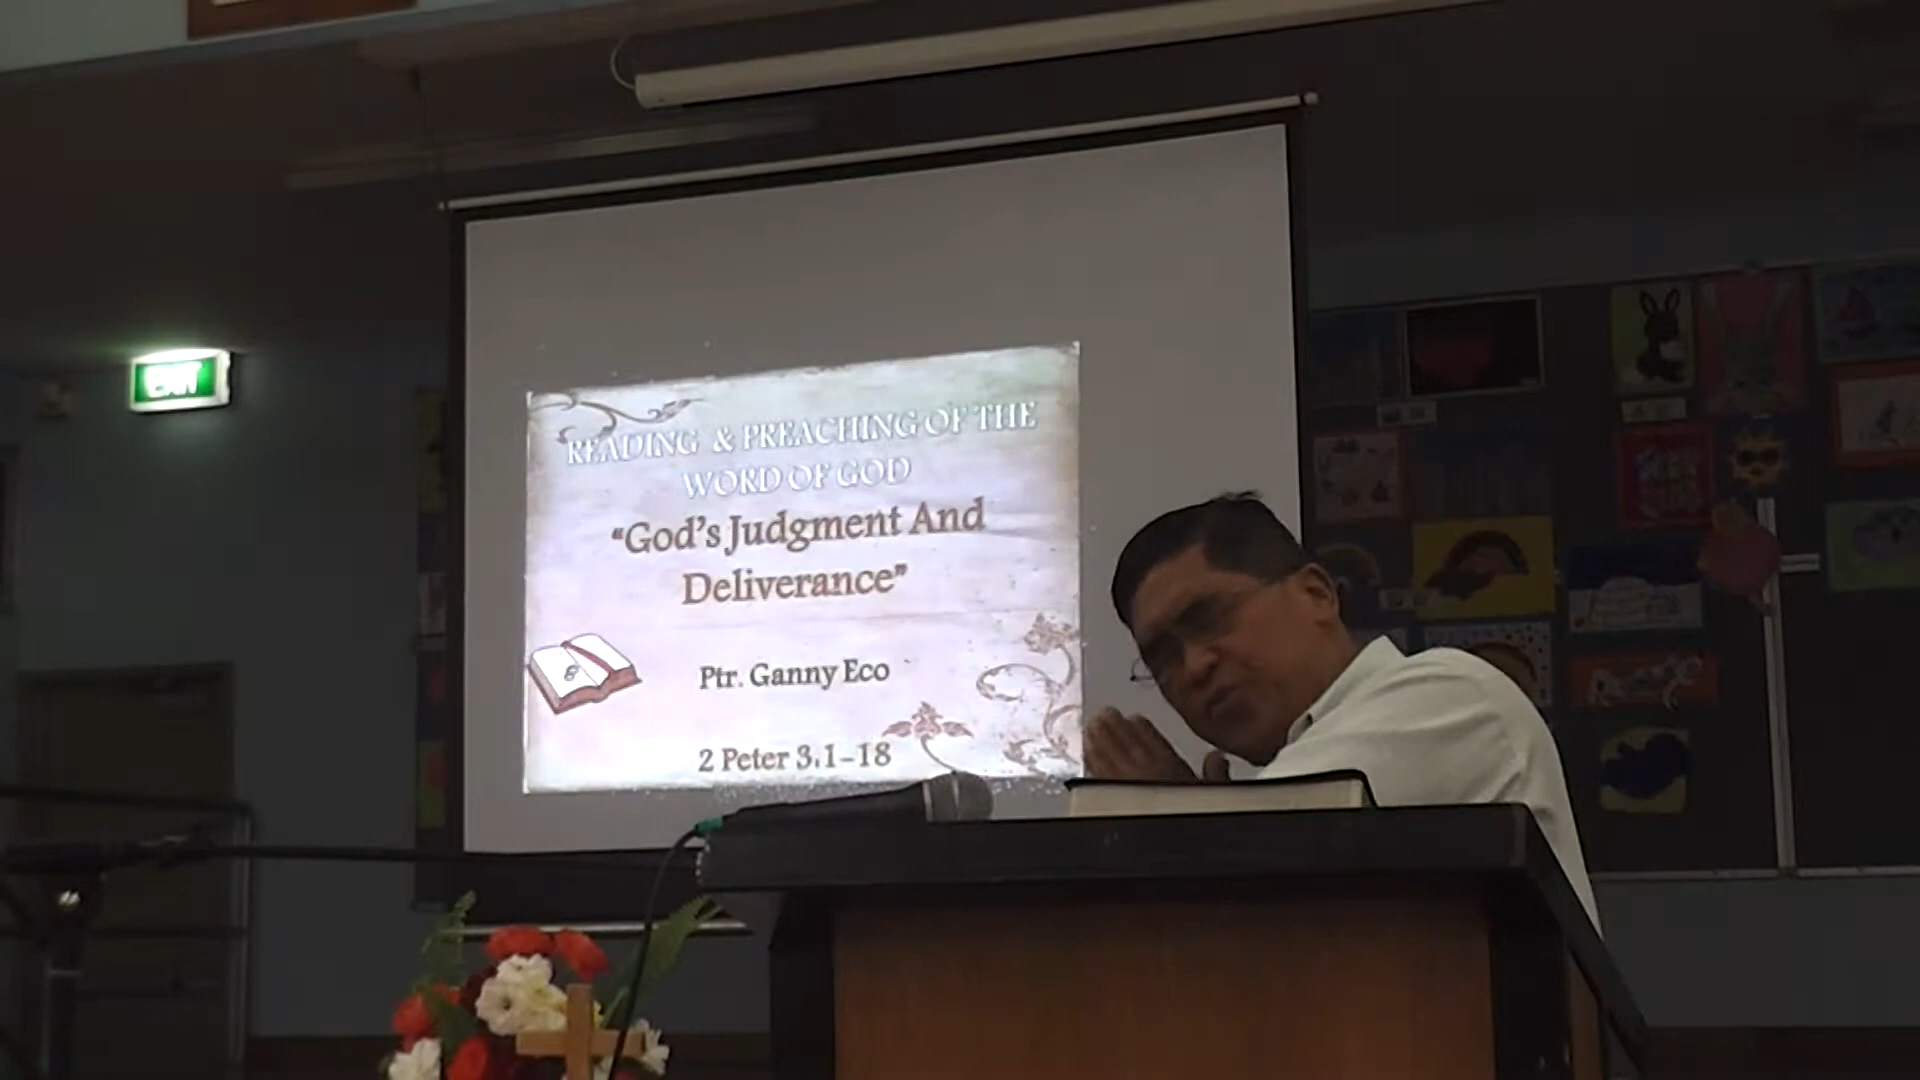 EXIT
READING & PREACHING OF THE
WORD OF GOD
“God’s Judgment And
Deliverance”
Ptr. Ganny Eco
2 Peter 3.1-18